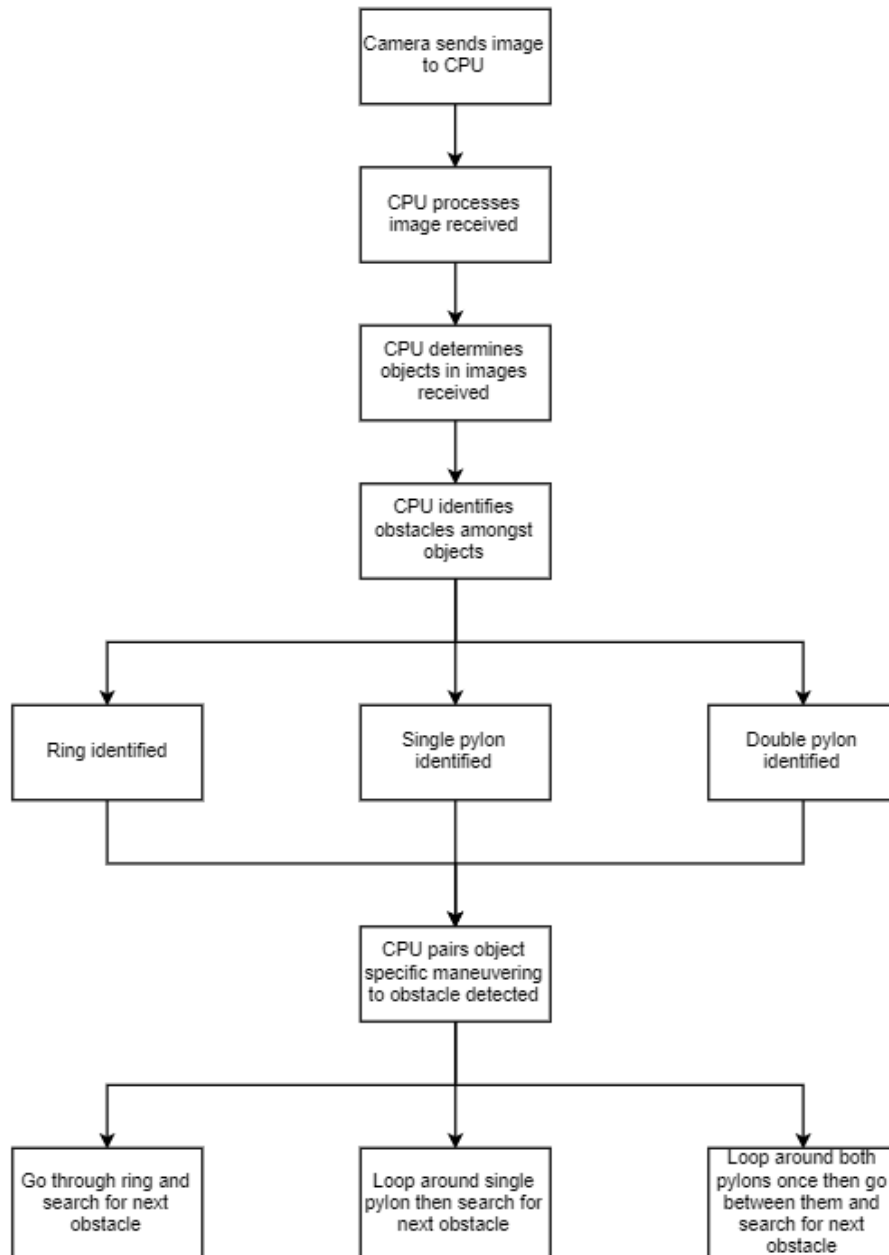 Camera sends image
to CPU
CPU processes
image received
CPU determines
objects in images
received
CPU identifies
obstacles amongst
objects
Ring identified
Single pylon
identified
Double pylon
identified
CPU pairs object
specific maneuvering
to obstacle detected
Go through ring and
search for next
obstacle
Loop around single
pylon then search for
next obstacle
Loop around both
pylons once then go
between them and
search for next
obstacle